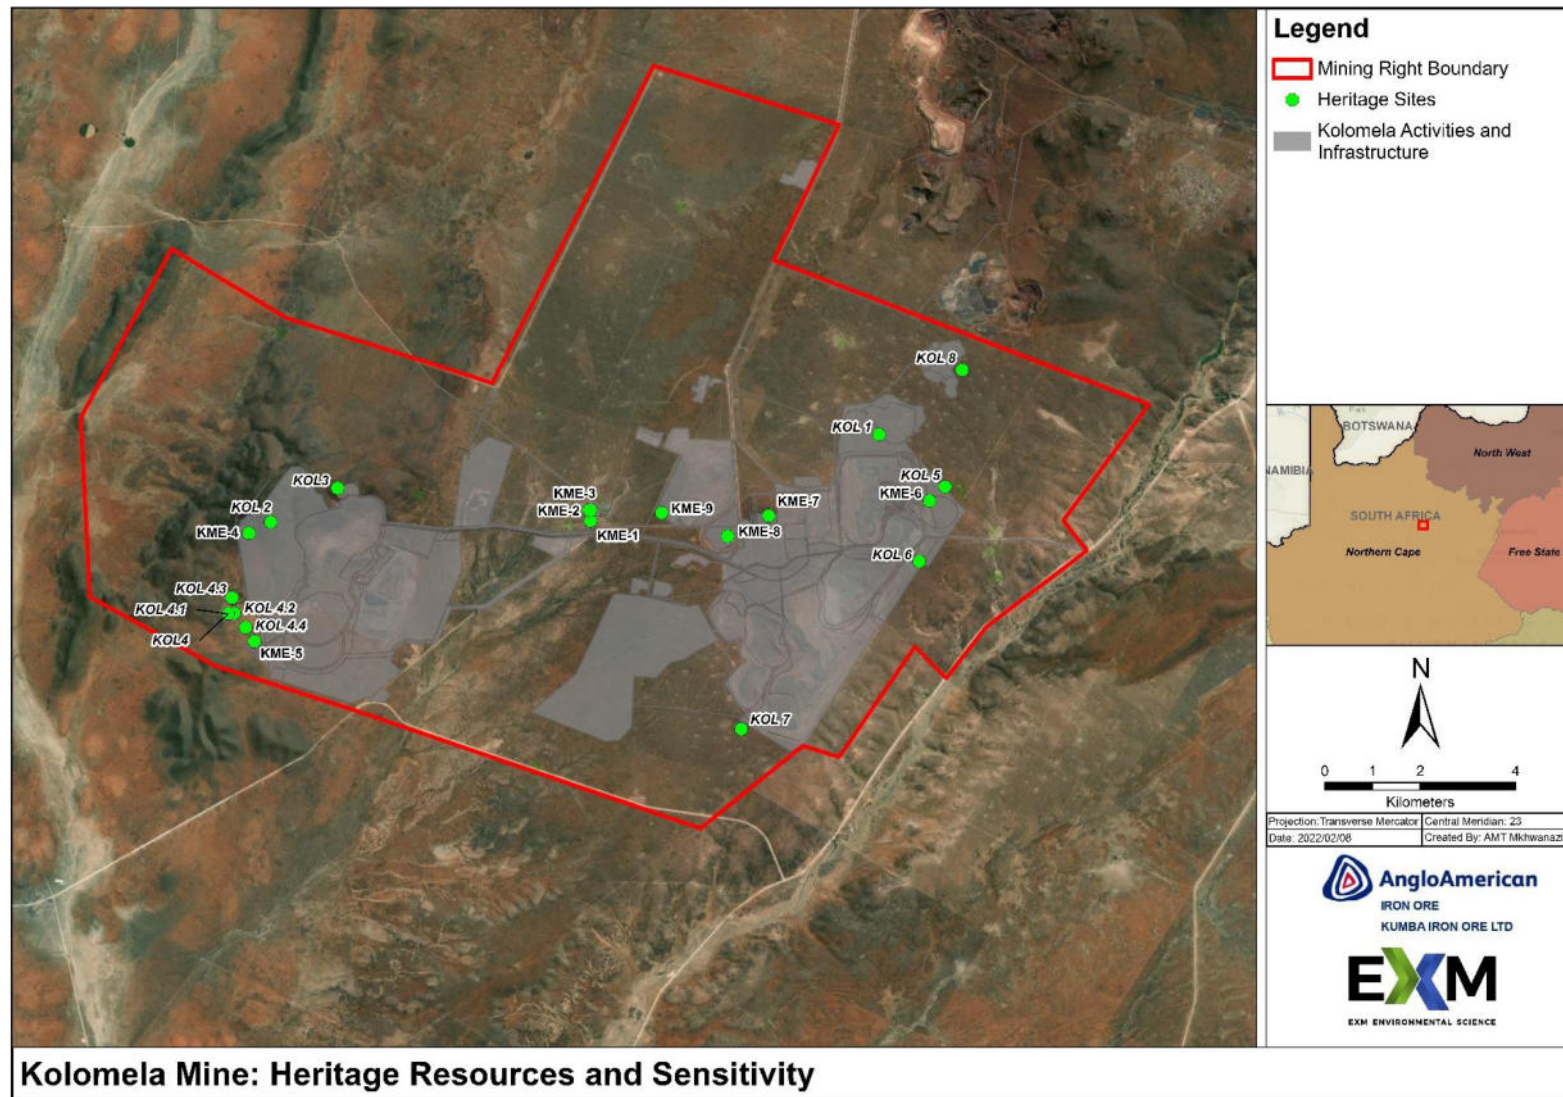 Legend
Mining Right Boundary
Heritage Sites
Kolomela Activities and
Infrastructure
KOL 8
KOL 1
KOL3
KOL 5
KME-3
KME-6
KOL 2
KME-2
KME-9
KME-7
KME-4
KME-1
KME-8
KOL 6
KOL 4.3
KOL 4.1
KOL 4.2
KOL 4.4
KOL4
KME-5
KOL 7
BOTSWANA
North West
NAMIBIA
SOUTH AFRICA
Northern Cape
Free State
N
0 1 2 4
Kilometers
Projection:Transverse Mercator Central Meridian: 23
Date: 2022/02/08 Created By: AMT Mkhwanazi
AngloAmerican
IRON ORE
KUMBA IRON ORE LTD
EXM
EXM ENVIRONMENTAL SCIENCE
Kolomela Mine: Heritage Resources and Sensitivity